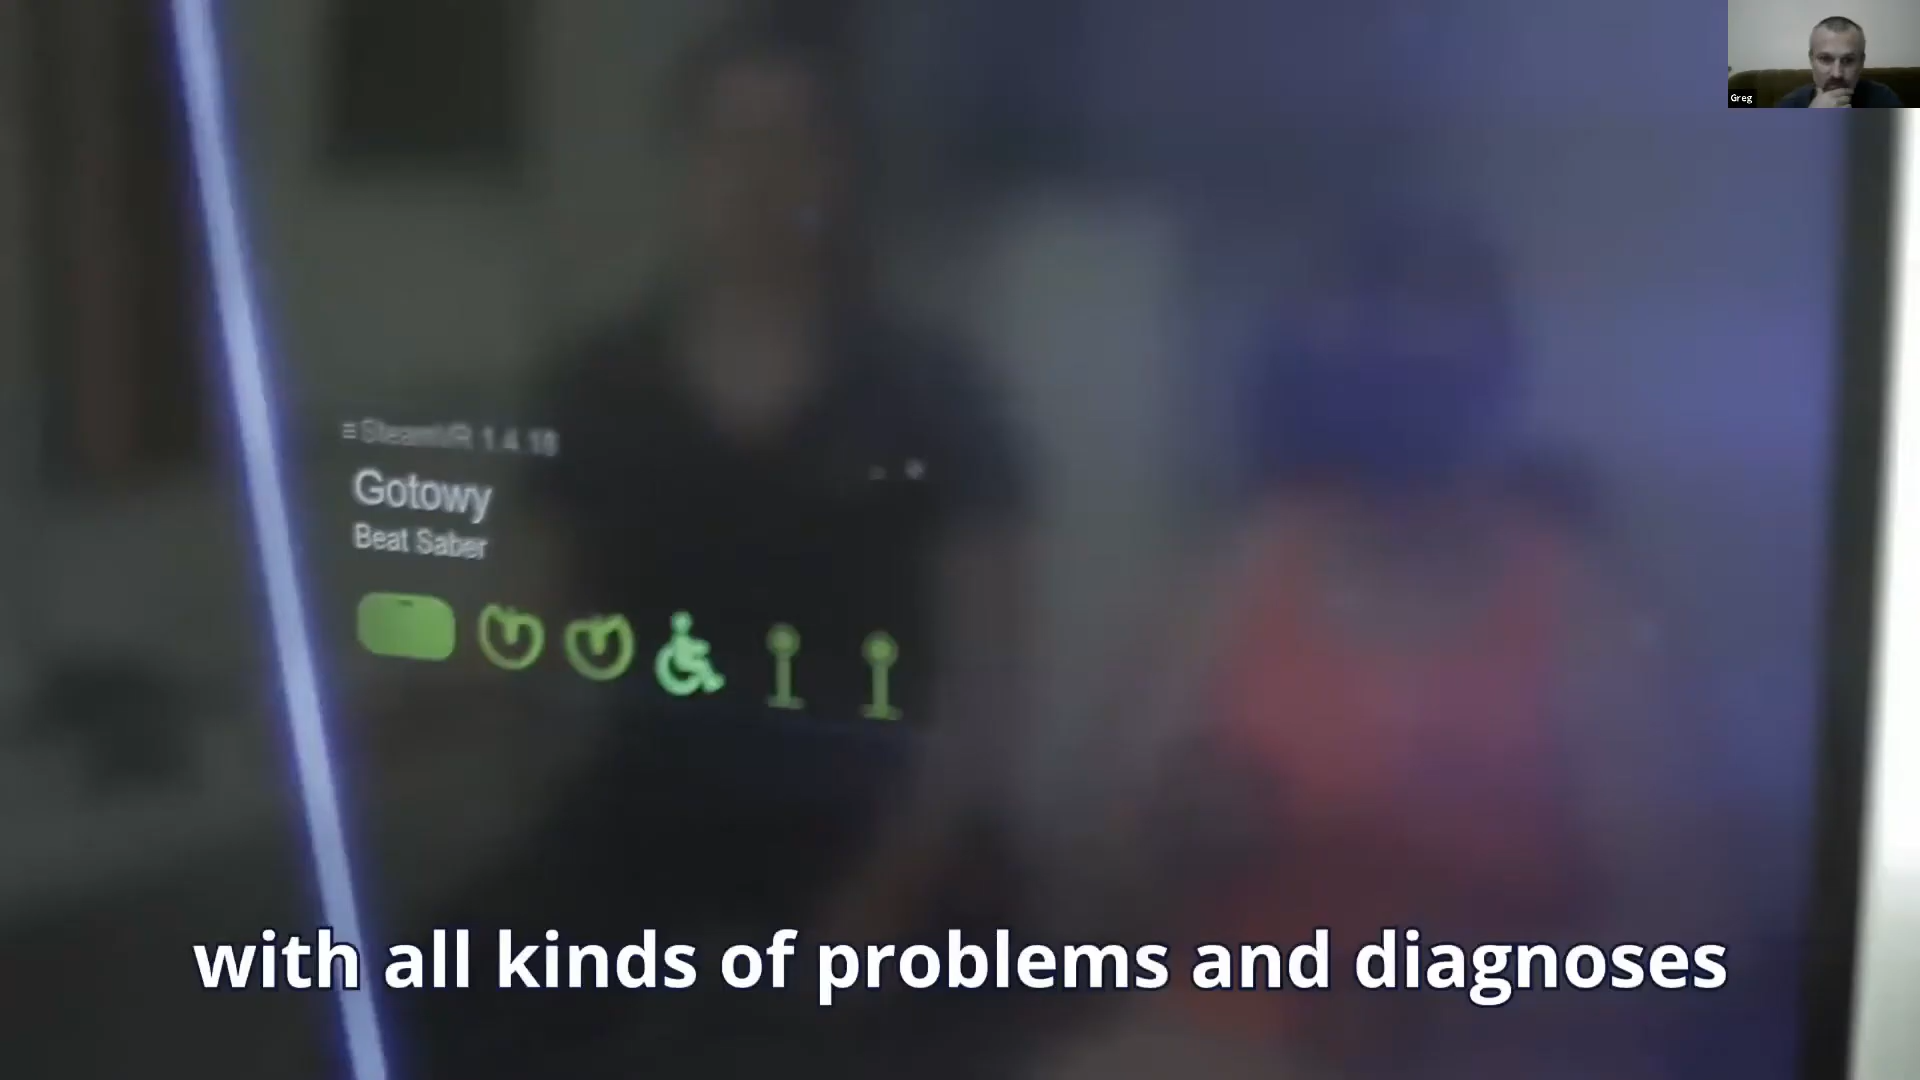 Greg
SteamVR 1.4.18
Gotowy
Beat Saber
with all kinds of problems and diagnoses